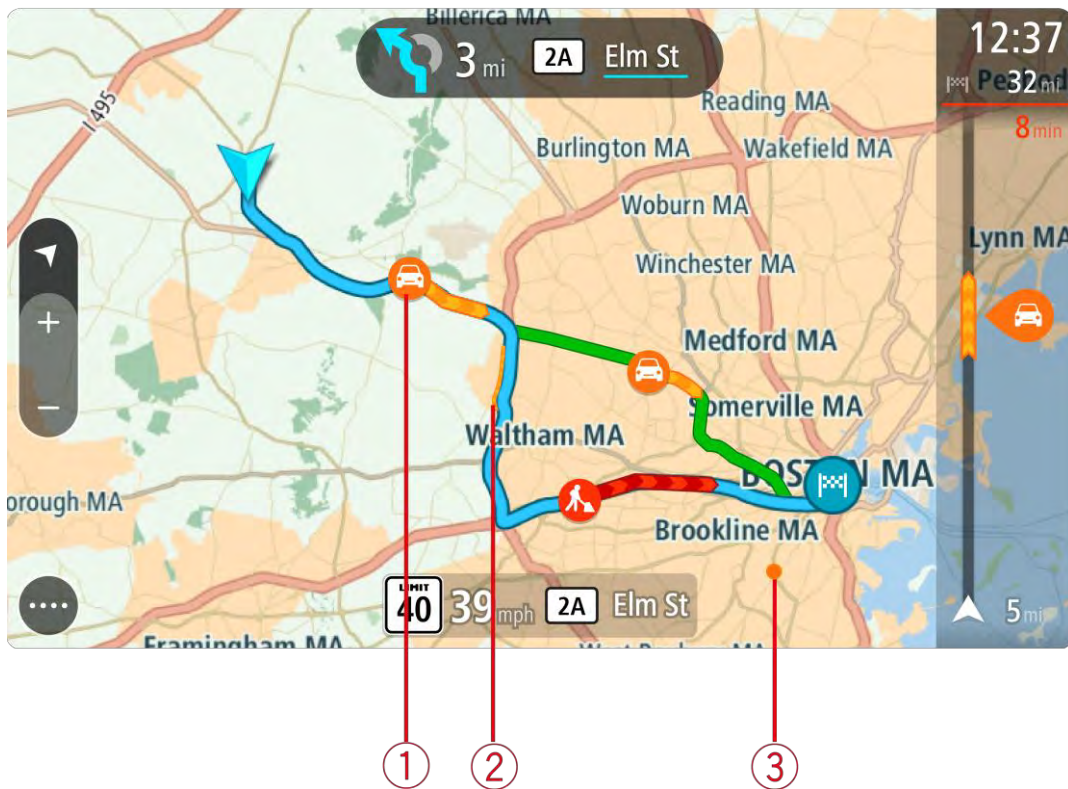 Billerica MA
3 mi 2A Elm St
12:37
32 mi
8 min
I 495
Reading MA
Burlington MA Wakefield MA
Woburn MA
Lynn MA
Winchester MA
+
Medford MA
Somerville MA
−
Waltham MA
BOSTON MA
orough MA
Brookline MA
LIMIT
40 39 mph 2A Elm St
5 mi
Framingham MA
1 2 3